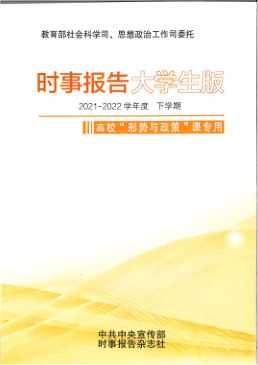 教育部社会科学司、思想政治工作司委托
时事报告大学生版
2021-2022 学年度 下学期
高校“形势与政策”课专用
中共中央宣传部
时事报告杂志社